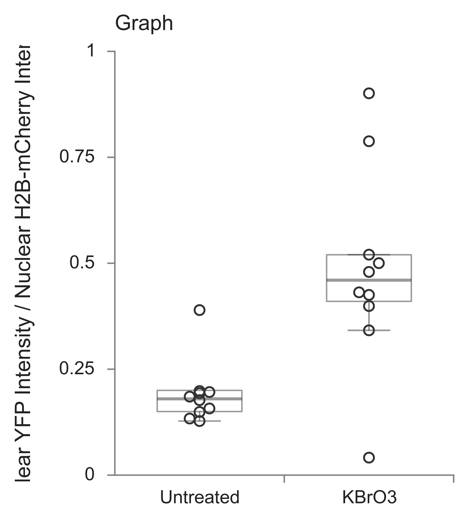 Graph
lear YFP Intensity / Nuclear H2B-mCherry Inter
1
0.75
0.5
0.25
0
Untreated
KBrO3